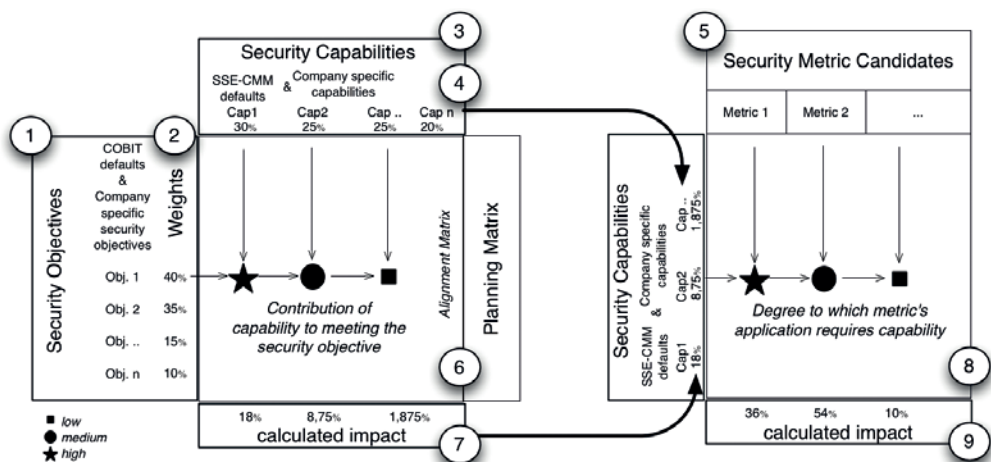 3
Security Capabilities
4
SSE-CMM defaults & Company specific capabilities
Cap1 Cap2 Cap .. Cap n
30% 25% 25% 20%
1
2
Security Objectives
COBIT
defaults
&
Company
specific
security
objectives
Weights
Obj. 1 40%
Obj. 2 35%
Obj. .. 15%
Obj. n 10%
Contribution of
capability to meeting the
security objective
Alignment Matrix
Planning Matrix
6
18% 8,75% 1,875%
calculated impact
7
low
medium
high
5
Security Metric Candidates
Metric 1 Metric 2 ...
Security Capabilities
SSE-CMM defaults & Company specific capabilities
Cap1 Cap2 Cap ..
18% 8,75% 1,875%
Degree to which metric's
application requires capability
8
36% 54% 10%
calculated impact
9